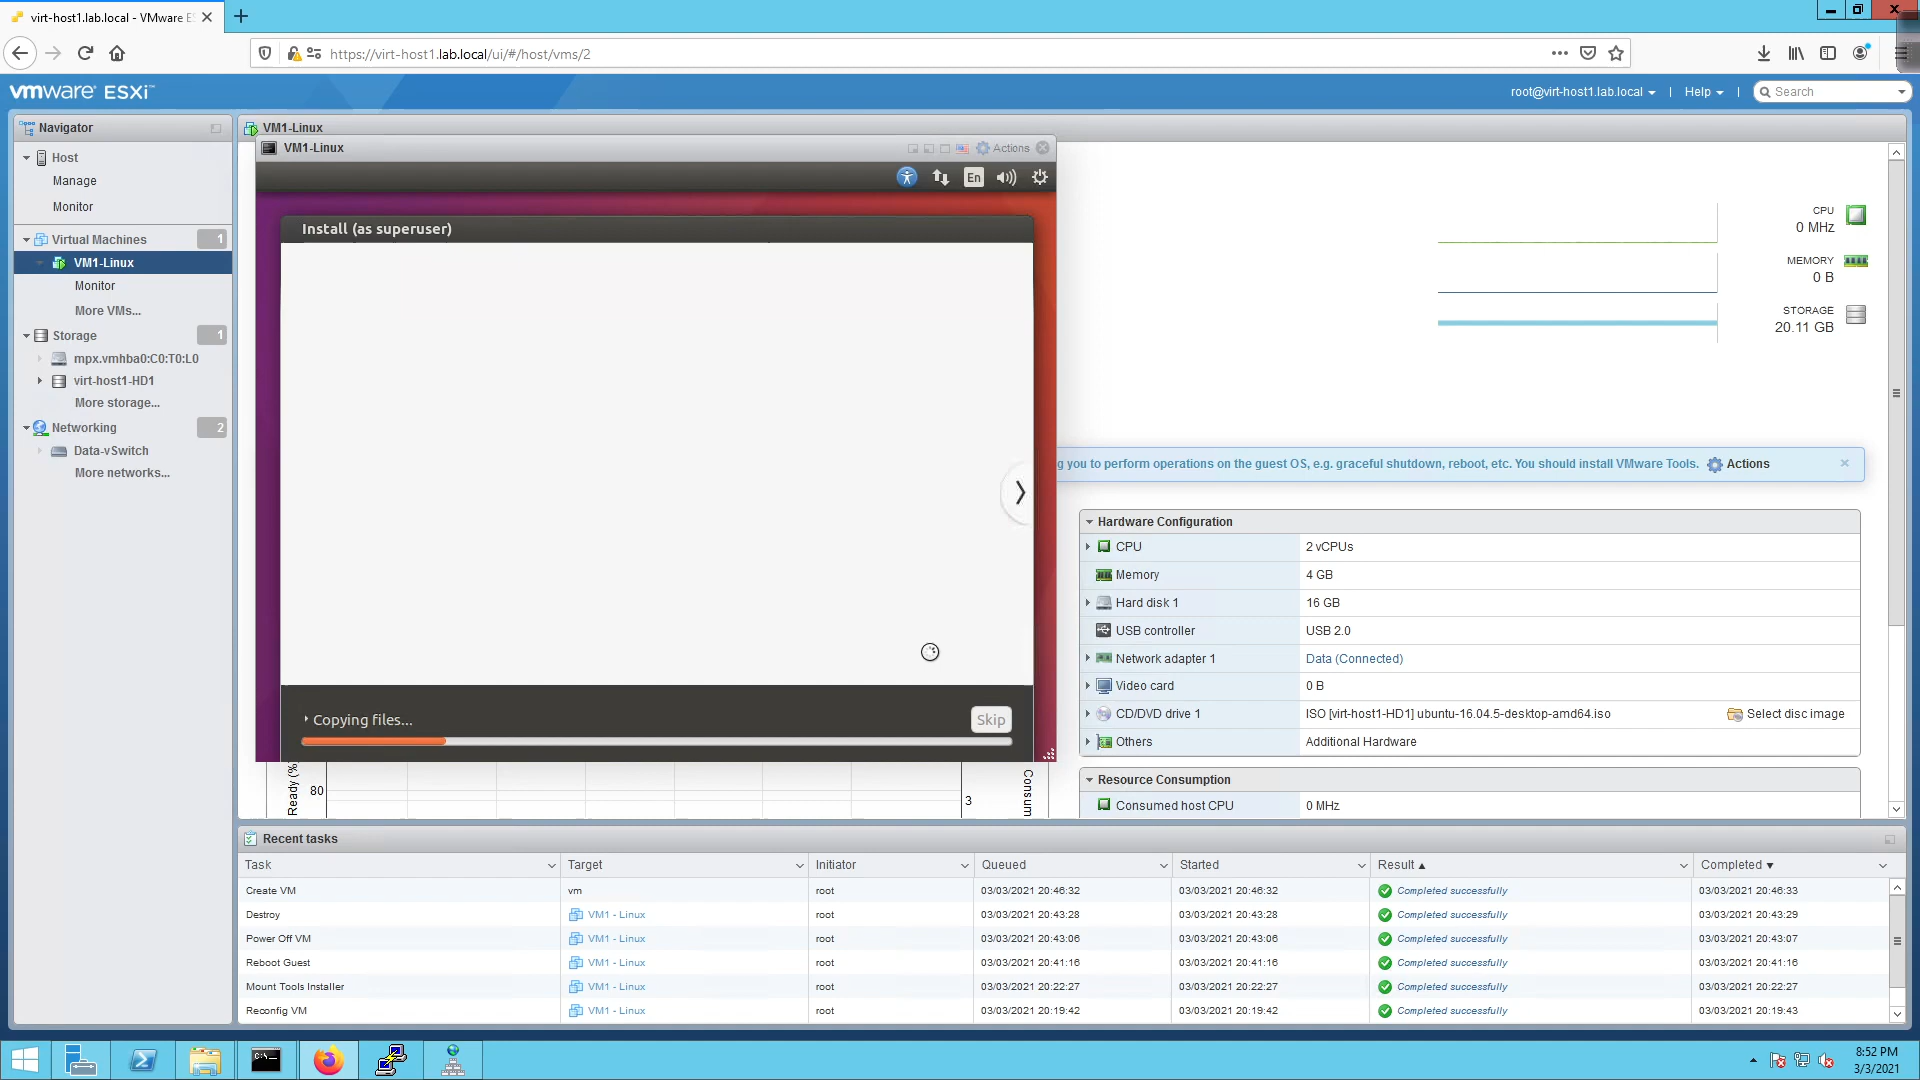 virt-host1.lab.local - VMware E
https://virt-host1.lab.local/ui/#/host/vms/2
vmware ESXi™
root@virt-host1.lab.local | Help | Search
Navigator
Host
Manage
Monitor
Virtual Machines 1
VM1-Linux
Monitor
More VMs...
Storage 1
mpx.vmhba0:C0:T0:L0
virt-host1-HD1
More storage...
Networking 2
Data-vSwitch
More networks...
VM1-Linux
VM1-Linux
Actions
En
Install (as superuser)
Copying files...
Skip
CPU
0 MHz
MEMORY
0 B
STORAGE
20.11 GB
g you to perform operations on the guest OS, e.g. graceful shutdown, reboot, etc. You should install VMware Tools. Actions
Hardware Configuration
CPU 2 vCPUs
Memory 4 GB
Hard disk 1 16 GB
USB controller USB 2.0
Network adapter 1 Data (Connected)
Video card 0 B
CD/DVD drive 1 ISO [virt-host1-HD1] ubuntu-16.04.5-desktop-amd64.iso Select disc image
Others Additional Hardware
Resource Consumption
Consumed host CPU 0 MHz
Ready (%
80
3
Consum
Recent tasks
Task Target Initiator Queued Started Result Completed
Create VM vm root 03/03/2021 20:46:32 03/03/2021 20:46:32 Completed successfully 03/03/2021 20:46:33
Destroy VM1 - Linux root 03/03/2021 20:43:28 03/03/2021 20:43:28 Completed successfully 03/03/2021 20:43:29
Power Off VM VM1 - Linux root 03/03/2021 20:43:06 03/03/2021 20:43:06 Completed successfully 03/03/2021 20:43:07
Reboot Guest VM1 - Linux root 03/03/2021 20:41:16 03/03/2021 20:41:16 Completed successfully 03/03/2021 20:41:16
Mount Tools Installer VM1 - Linux root 03/03/2021 20:22:27 03/03/2021 20:22:27 Completed successfully 03/03/2021 20:22:27
Reconfig VM VM1 - Linux root 03/03/2021 20:19:42 03/03/2021 20:19:42 Completed successfully 03/03/2021 20:19:43
8:52 PM
3/3/2021